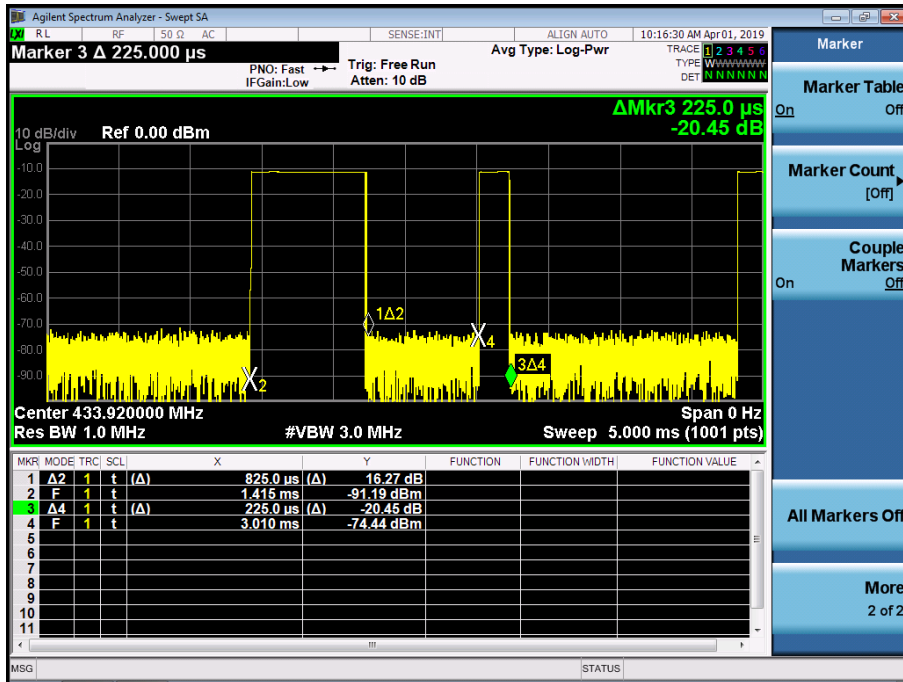 Agilent Spectrum Analyzer - Swept SA
LXI RL RF 50 Ω AC SENSE:INT ALIGN AUTO 10:16:30 AM Apr 01, 2019
Marker 3 Δ 225.000 µs
PNO: Fast
IFGain:Low
Trig: Free Run
Atten: 10 dB
Avg Type: Log-Pwr
TRACE 1 2 3 4 5 6
TYPE WWWWWWW
DET N N N N N N
ΔMkr3 225.0 µs
-20.45 dB
10 dB/div Ref 0.00 dBm
Log
-10.0
-20.0
-30.0
-40.0
-50.0
-60.0
-70.0
-80.0
-90.0
1Δ2
X4
3Δ4
X2
Center 433.920000 MHz Span 0 Hz
Res BW 1.0 MHz #VBW 3.0 MHz Sweep 5.000 ms (1001 pts)
MKR MODE TRC SCL X Y FUNCTION FUNCTION WIDTH FUNCTION VALUE
1 Δ2 1 t (Δ) 825.0 µs (Δ) 16.27 dB
2 F 1 t 1.415 ms -91.19 dBm
3 Δ4 1 t (Δ) 225.0 µs (Δ) -20.45 dB
4 F 1 t 3.010 ms -74.44 dBm
5
6
7
8
9
10
11
MSG STATUS
Marker
Marker Table
On Off
Marker Count
[Off]
Couple
Markers
On Off
All Markers Off
More
2 of 2